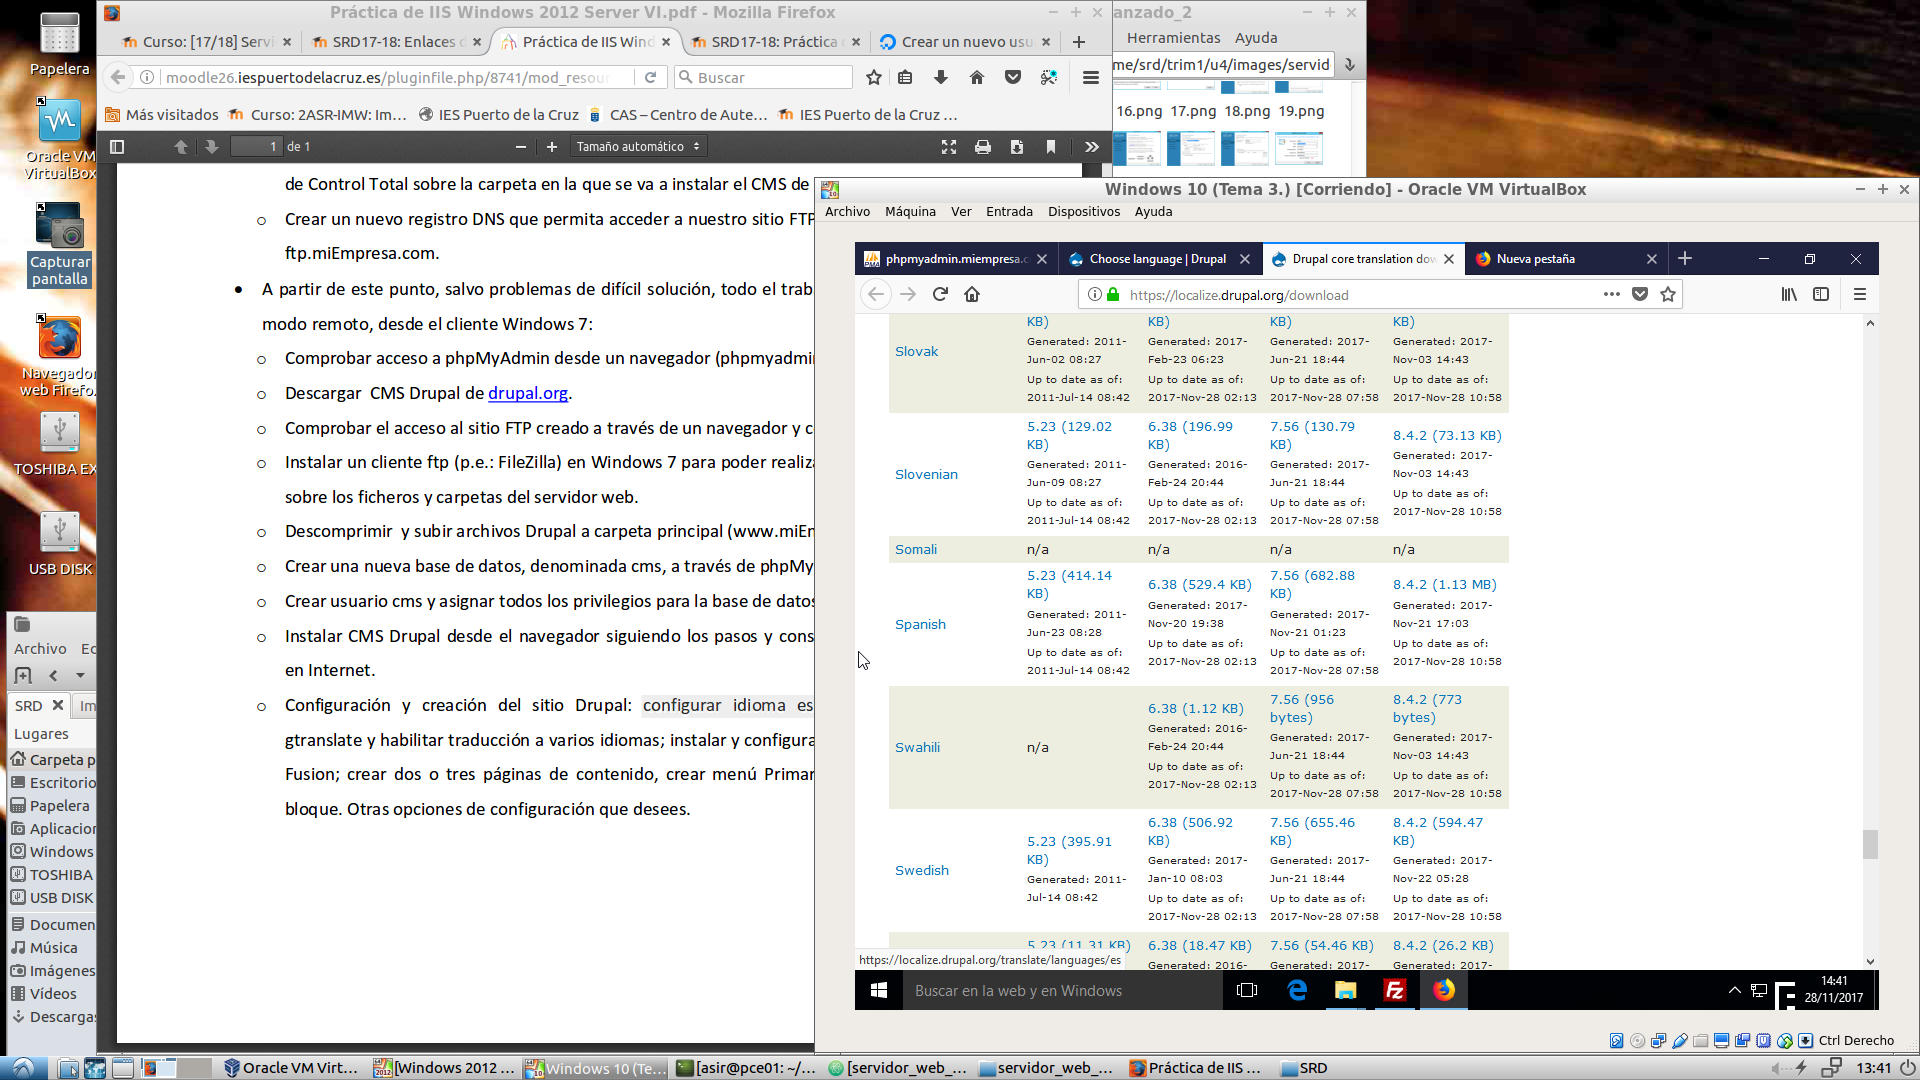 Papelera
Oracle VM
VirtualBox
Capturar
pantalla
Navegador
web Firefo
TOSHIBA EX
USB DISK
Práctica de IIS Windows 2012 Server VI.pdf - Mozilla Firefox
Curso: [17/18] Servi
SRD17-18: Enlaces d
Práctica de IIS Wind
SRD17-18: Práctica
Crear un nuevo usu
moodle26.iespuertodelacruz.es/pluginfile.php/8741/mod_resour
Buscar
Más visitados
Curso: 2ASR-IMW: Im...
IES Puerto de la Cruz
CAS – Centro de Aute...
IES Puerto de la Cruz ...
1 de 1
Tamaño automático
de Control Total sobre la carpeta en la que se va a instalar el CMS de
o Crear un nuevo registro DNS que permita acceder a nuestro sitio FTP
ftp.miEmpresa.com.
• A partir de este punto, salvo problemas de difícil solución, todo el trab
modo remoto, desde el cliente Windows 7:
o Comprobar acceso a phpMyAdmin desde un navegador (phpmyadmi
o Descargar CMS Drupal de drupal.org.
o Comprobar el acceso al sitio FTP creado a través de un navegador y c
o Instalar un cliente ftp (p.e.: FileZilla) en Windows 7 para poder realiza
sobre los ficheros y carpetas del servidor web.
o Descomprimir y subir archivos Drupal a carpeta principal (www.miEn
o Crear una nueva base de datos, denominada cms, a través de phpMy
o Crear usuario cms y asignar todos los privilegios para la base de datos
o Instalar CMS Drupal desde el navegador siguiendo los pasos y cons
en Internet.
o Configuración y creación del sitio Drupal: configurar idioma es
gtranslate y habilitar traducción a varios idiomas; instalar y configura
Fusion; crear dos o tres páginas de contenido, crear menú Primar
bloque. Otras opciones de configuración que desees.
anzado_2
Herramientas Ayuda
me/srd/trim1/u4/images/servid
16.png 17.png 18.png 19.png
Archivo Ed
SRD Im
Lugares
Carpeta p
Escritorio
Papelera
Aplicacior
Windows
TOSHIBA
USB DISK
Documen
Música
Imágenes
Vídeos
Descargas
Windows 10 (Tema 3.) [Corriendo] - Oracle VM VirtualBox
Archivo Máquina Ver Entrada Dispositivos Ayuda
phpmyadmin.miempresa.c
Choose language | Drupal
Drupal core translation dow
Nueva pestaña
https://localize.drupal.org/download
KB) KB) KB) KB)
Slovak
Generated: 2011-Jun-02 08:27
Up to date as of: 2011-Jul-14 08:42
Generated: 2017-Feb-23 06:23
Up to date as of: 2017-Nov-28 02:13
Generated: 2017-Jun-21 18:44
Up to date as of: 2017-Nov-28 07:58
Generated: 2017-Nov-03 14:43
Up to date as of: 2017-Nov-28 10:58
Slovenian
5.23 (129.02 KB)
Generated: 2011-Jun-09 08:27
Up to date as of: 2011-Jul-14 08:42
6.38 (196.99 KB)
Generated: 2016-Feb-24 20:44
Up to date as of: 2017-Nov-28 02:13
7.56 (130.79 KB)
Generated: 2017-Jun-21 18:44
Up to date as of: 2017-Nov-28 07:58
8.4.2 (73.13 KB)
Generated: 2017-Nov-03 14:43
Up to date as of: 2017-Nov-28 10:58
Somali n/a n/a n/a n/a
Spanish
5.23 (414.14 KB)
Generated: 2011-Jun-23 08:28
Up to date as of: 2011-Jul-14 08:42
6.38 (529.4 KB)
Generated: 2017-Nov-20 19:38
Up to date as of: 2017-Nov-28 02:13
7.56 (682.88 KB)
Generated: 2017-Nov-21 01:23
Up to date as of: 2017-Nov-28 07:58
8.4.2 (1.13 MB)
Generated: 2017-Nov-21 17:03
Up to date as of: 2017-Nov-28 10:58
Swahili
n/a
6.38 (1.12 KB)
Generated: 2016-Feb-24 20:44
Up to date as of: 2017-Nov-28 02:13
7.56 (956 bytes)
Generated: 2017-Jun-21 18:44
Up to date as of: 2017-Nov-28 07:58
8.4.2 (773 bytes)
Generated: 2017-Nov-03 14:43
Up to date as of: 2017-Nov-28 10:58
Swedish
5.23 (395.91 KB)
Generated: 2011-Jul-14 08:42
6.38 (506.92 KB)
Generated: 2017-Jan-10 08:03
Up to date as of: 2017-Nov-28 02:13
7.56 (655.46 KB)
Generated: 2017-Jun-21 18:44
Up to date as of: 2017-Nov-28 07:58
8.4.2 (594.47 KB)
Generated: 2017-Nov-22 05:28
Up to date as of: 2017-Nov-28 10:58
5.23 (11.31 KB) 6.38 (18.47 KB) 7.56 (54.46 KB) 8.4.2 (26.2 KB)
Generated: 2016- Generated: 2017- Generated: 2017-
https://localize.drupal.org/translate/languages/es
Buscar en la web y en Windows
14:41
28/11/2017
Ctrl Derecho
Oracle VM Virt...
[Windows 2012 ...
Windows 10 (Te...
[asir@pce01: ~/...
[servidor_web_...
servidor_web_...
Práctica de IIS ...
SRD
13:41